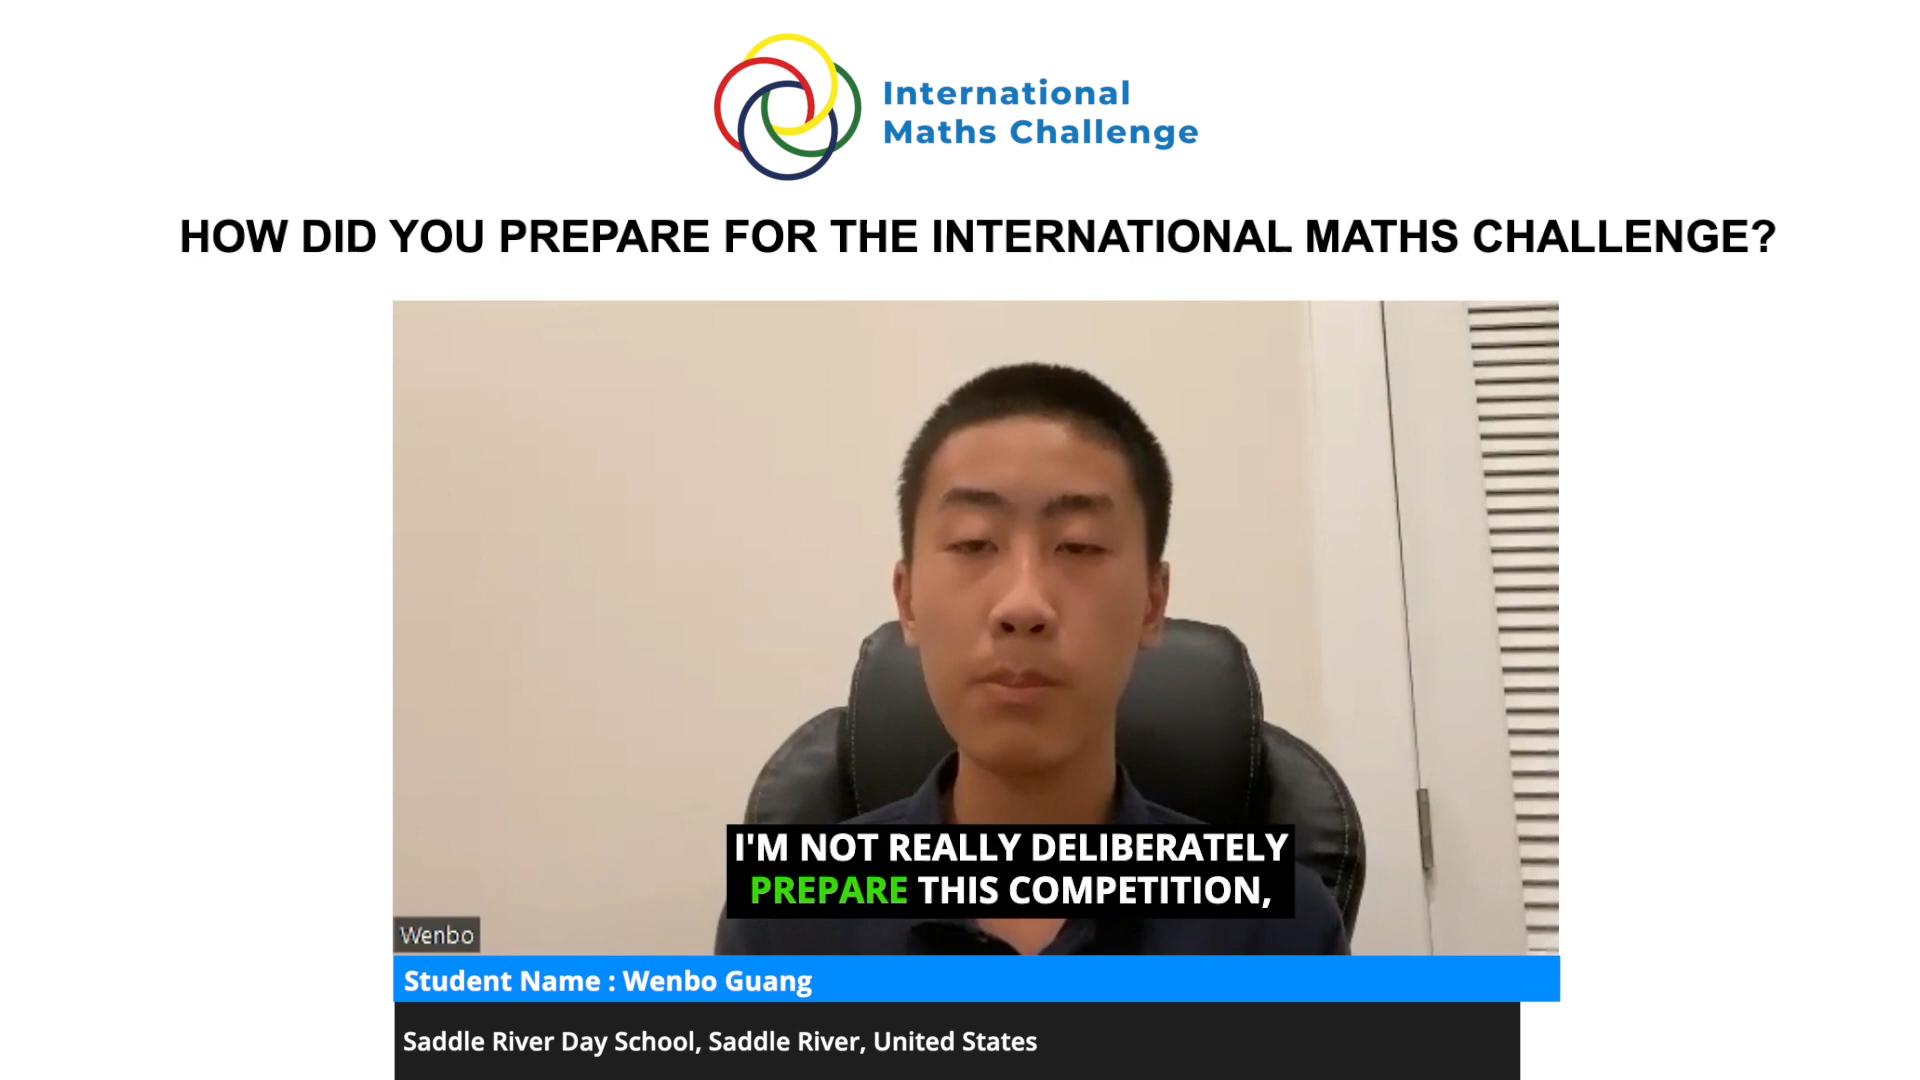 International
Maths Challenge
HOW DID YOU PREPARE FOR THE INTERNATIONAL MATHS CHALLENGE?
I'M NOT REALLY DELIBERATELY
PREPARE THIS COMPETITION,
Wenbo
Student Name : Wenbo Guang
Saddle River Day School, Saddle River, United States